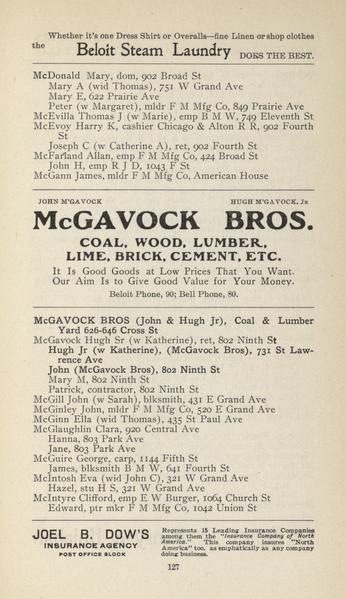 Whether it's one Dress Shirt or Overalls—fine Linen or shop clothes
the Beloit Steam Laundry DOES THE BEST.
McDonald Mary, dom, 902 Broad St
Mary A (wid Thomas), 751 W Grand Ave
Mary E, 622 Prairie Ave
Peter (w Margaret), mldr F M Mfg Co, 849 Prairie Ave
McEvilla Thomas J (w Marie), emp B M W, 749 Eleventh St
McEvoy Harry K, cashier Chicago & Alton R R, 902 Fourth
St
Joseph C (w Catherine A), ret, 902 Fourth St
McFarland Allan, emp F M Mfg Co, 424 Broad St
John H, emp R J D, 1043 F St
McGann James, mldr F M Mfg Co, American House
JOHN M'GAVOCK HUGH M'GAVOCK, Jr
McGAVOCK BROS.
COAL, WOOD, LUMBER,
LIME, BRICK, CEMENT, ETC.
It Is Good Goods at Low Prices That You Want.
Our Aim Is to Give Good Value for Your Money.
Beloit Phone, 90; Bell Phone, 80.
McGAVOCK BROS (John & Hugh Jr), Coal & Lumber
Yard 626-646 Cross St
McGavock Hugh Sr (w Katherine), ret, 802 Ninth St
Hugh Jr (w Katherine), (McGavock Bros), 731 St Law-
rence Ave
John (McGavock Bros), 802 Ninth St
Mary M, 802 Ninth St
Patrick, contractor, 802 Ninth St
McGill John (w Sarah), blksmith, 431 E Grand Ave
McGinley John, mldr F M Mfg Co, 520 E Grand Ave
McGinn Ella (wid Thomas), 435 St Paul Ave
McGlaughlin Clara, 920 Central Ave
Hanna, 803 Park Ave
Jane, 803 Park Ave
McGuire George, carp, 1144 Fifth St
James, blksmith B M W, 641 Fourth St
McIntosh Eva (wid John C), 321 W Grand Ave
Hazel, stu H S, 321 W Grand Ave
McIntyre Clifford, emp E W Burger, 1064 Church St
Edward, ptr mkr F M Mfg Co, 1042 Union St
JOEL B. DOW'S
INSURANCE AGENCY
POST OFFICE BLOCK
Represents 15 Leading Insurance Companies
among them the "Insurance Company of North
America." This company insures "North
America" too, as emphatically as any company
doing business.
127